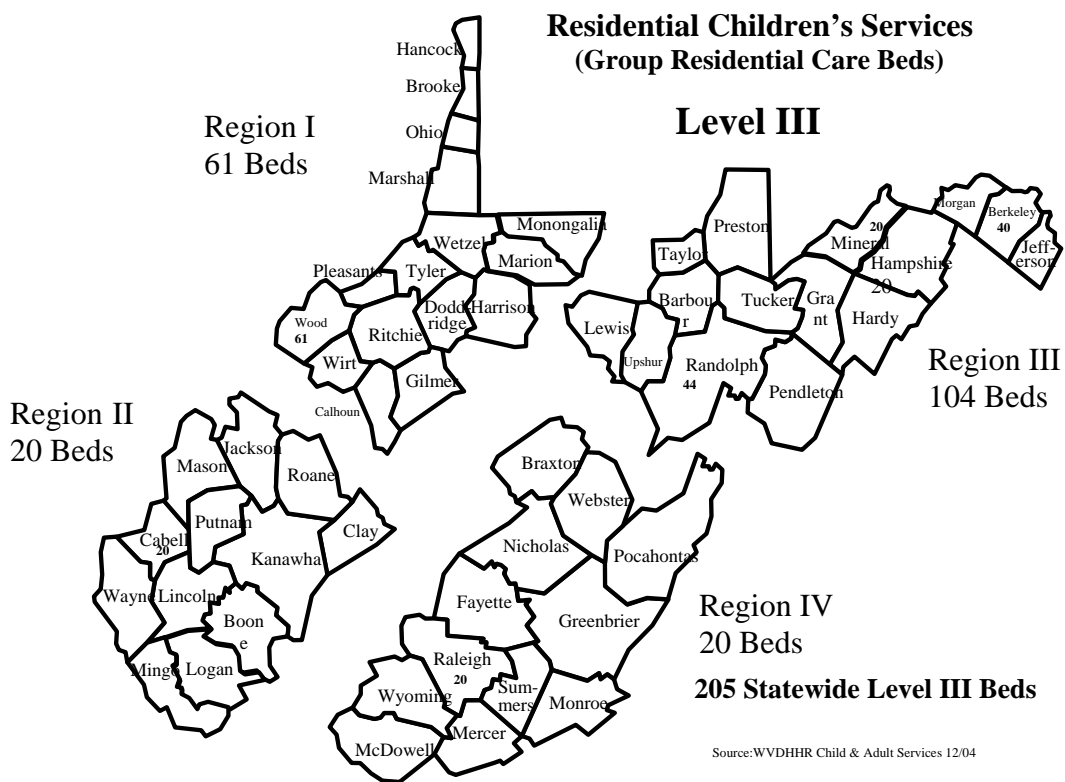 Residential Children's Services
(Group Residential Care Beds)
Level III
Region I
61 Beds
Hancock
Brooke
Ohio
Marshall
Wetzel
Monongalia
Marion
Pleasants
Tyler
Dodd-
ridge
Harrison
Wood
61
Ritchie
Wirt
Gilmer
Calhoun
Preston
Taylor
Barbou
r
Tucker
Gra
nt
Mineral
20
Hampshire
20
Morgan
Berkeley
40
Jeff-
erson
Hardy
Lewis
Upshur
Randolph
44
Pendleton
Region III
104 Beds
Region II
20 Beds
Mason
Jackson
Roane
Putnam
Cabell
20
Clay
Kanawha
Wayne
Lincoln
Boon
e
Mingo
Logan
Braxton
Webster
Nicholas
Pocahontas
Fayette
Greenbrier
Raleigh
20
Sum-
mers
Wyoming
Monroe
Mercer
McDowell
Region IV
20 Beds
205 Statewide Level III Beds
Source:WVDHHR Child & Adult Services 12/04